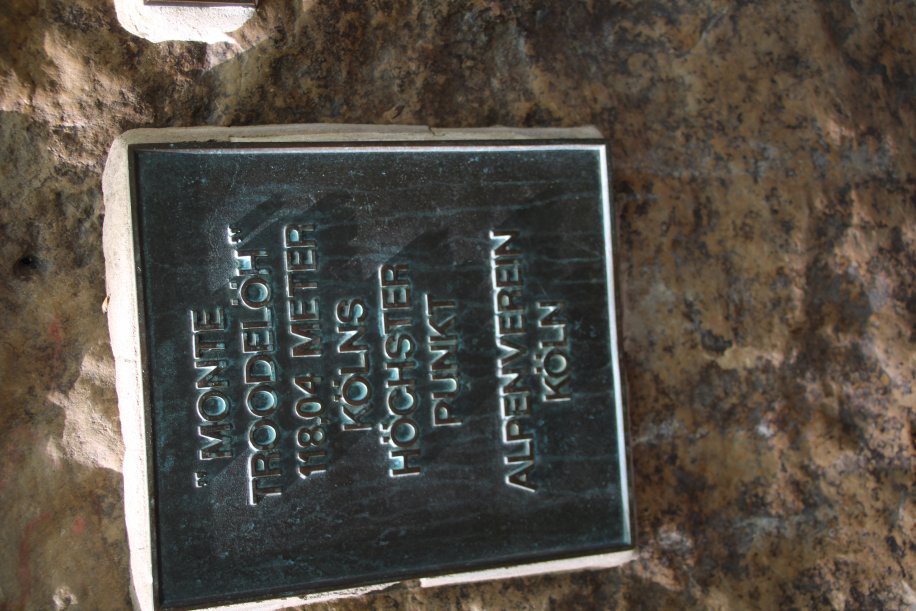 "MONTE
TROODELÖH"
118.04 METER
KÖLNS
HÖCHSTER
PUNKT
ALPENVEREIN
KÖLN